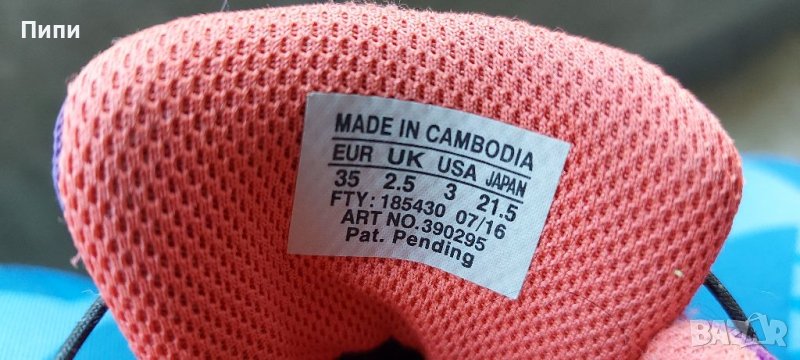 Пипи
MADE IN CAMBODIA
EUR UK USA JAPAN
35 2.5 3 21.5
FTY: 185430 07/16
ART NO.390295
Pat. Pending
BAZAR